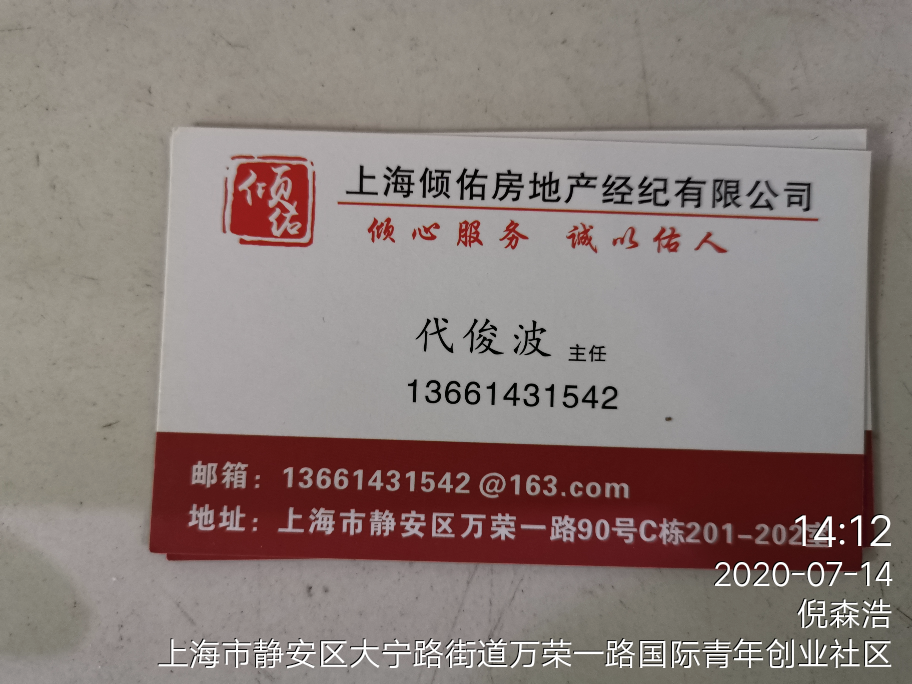 倾佑
上海倾佑房地产经纪有限公司
倾心服务 诚以佑人
代俊波 主任
13661431542
邮箱：13661431542@163.com
地址：上海市静安区万荣一路90号C栋201-202室
14:12
2020-07-14
倪森浩
上海市静安区大宁路街道万荣一路国际青年创业社区